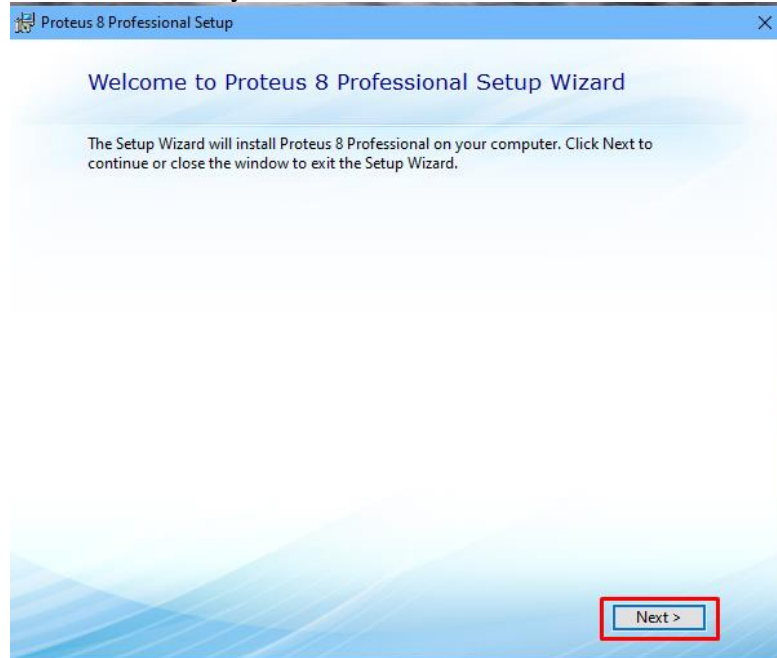 Proteus 8 Professional Setup
Welcome to Proteus 8 Professional Setup Wizard
The Setup Wizard will install Proteus 8 Professional on your computer. Click Next to
continue or close the window to exit the Setup Wizard.
Next >